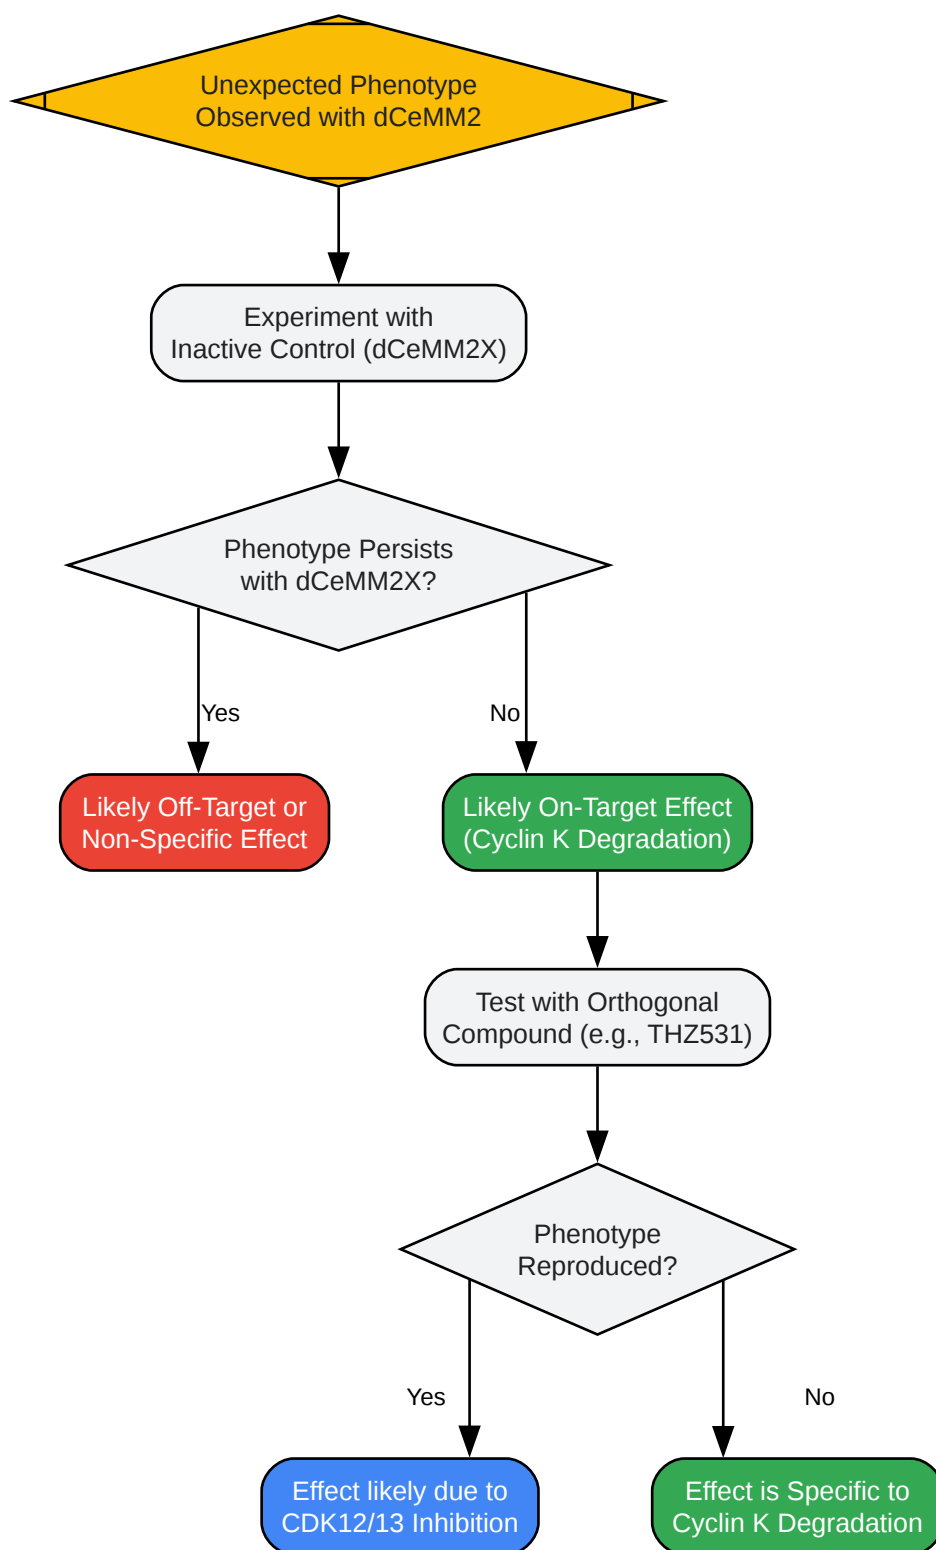 Unexpected Phenotype
Observed with dCeMM2
Experiment with
Inactive Control (dCeMM2X)
Phenotype Persists
with dCeMM2X?
Yes
No
Likely Off-Target or
Non-Specific Effect
Likely On-Target Effect
(Cyclin K Degradation)
Test with Orthogonal
Compound (e.g., THZ531)
Phenotype
Reproduced?
Yes
No
Effect likely due to
CDK12/13 Inhibition
Effect is Specific to
Cyclin K Degradation